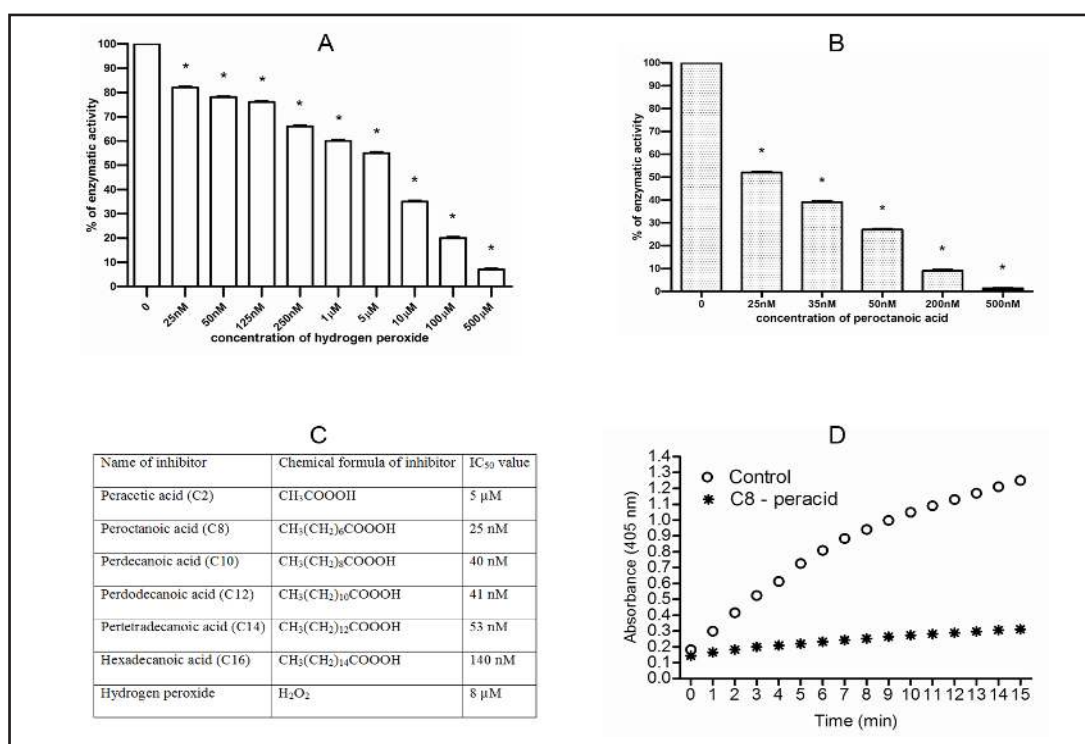 A
% of enzymatic activity
100
90
80
70
60
50
40
30
20
10
0
* * * * * * * * *
0 25nM 50nM 125nM 250nM 1µM 5µM 10µM 100µM 500µM
concentration of hydrogen peroxide
B
% of enzymatic activity
100
90
80
70
60
50
40
30
20
10
0
* * * * *
0 25nM 35nM 50nM 200nM 500nM
concentration of peroctanoic acid
C
Name of inhibitor Chemical formula of inhibitor IC₅₀ value
Peracetic acid (C2) CH₃COOOH 5 µM
Peroctanoic acid (C8) CH₃(CH₂)₆COOOH 25 nM
Perdecanoic acid (C10) CH₃(CH₂)₈COOOH 40 nM
Perdodecanoic acid (C12) CH₃(CH₂)₁₀COOOH 41 nM
Pertetradecanoic acid (C14) CH₃(CH₂)₁₂COOOH 53 nM
Hexadecanoic acid (C16) CH₃(CH₂)₁₄COOOH 140 nM
Hydrogen peroxide H₂O₂ 8 µM
D
Absorbance (405 nm)
1.4
1.3
1.2
1.1
1.0
0.9
0.8
0.7
0.6
0.5
0.4
0.3
0.2
0.1
0.0
Control
C8 - peracid
0 1 2 3 4 5 6 7 8 9 10 11 12 13 14 15
Time (min)